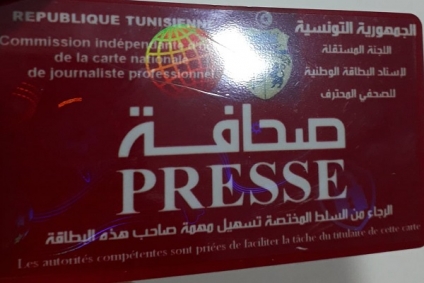 REPUBLIQUE TUNISIENNE
الجمهورية التونسية
Commission indépendante
اللجنة المستقلة
de la carte nationale
لإسناد البطاقة الوطنية
de journaliste professionnel
للصحفي المحترف
صحافة
PRESSE
الرجاء من السلط المختصة تسهيل مهمة صاحب هذه البطاقة
Les autorités compétentes sont priées de faciliter la tâche du titulaire de cette carte